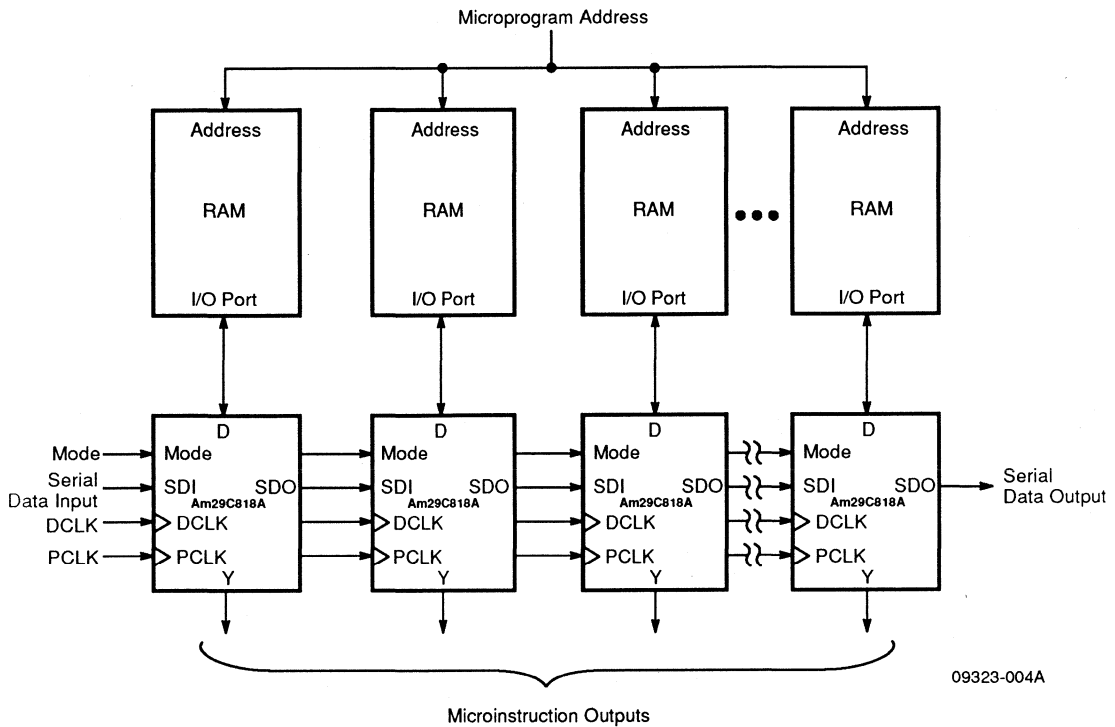 Microprogram Address
Address Address Address Address
RAM RAM RAM RAM
I/O Port I/O Port I/O Port I/O Port
D D D D
Mode Mode Mode Mode Mode
Serial
Data Input
SDI SDO SDI SDO SDI SDO SDI SDO
Serial
Data Output
Am29C818A Am29C818A Am29C818A Am29C818A
DCLK DCLK DCLK DCLK DCLK
PCLK PCLK PCLK PCLK PCLK
Y Y Y Y
09323-004A
Microinstruction Outputs